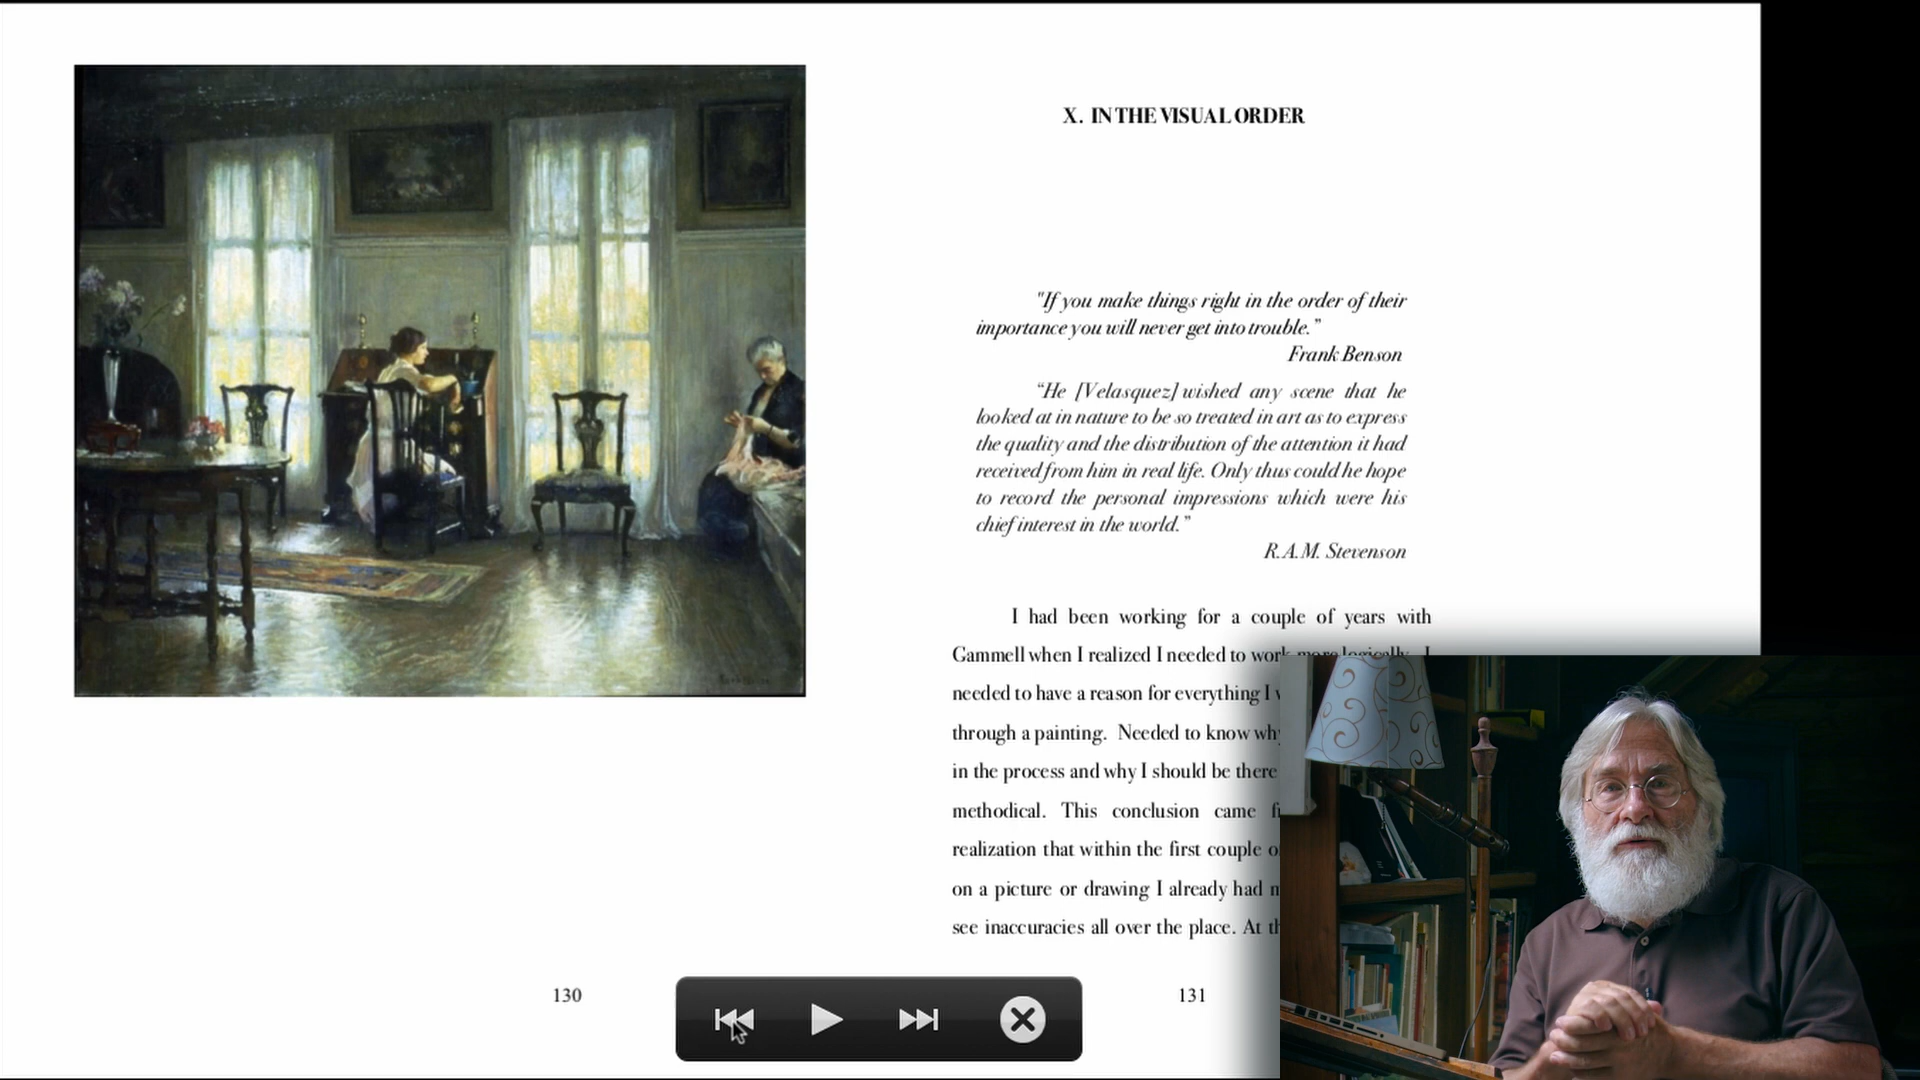 X. IN THE VISUAL ORDER
"If you make things right in the order of their
importance you will never get into trouble.”
Frank Benson
“He [Velasquez] wished any scene that he
looked at in nature to be so treated in art as to express
the quality and the distribution of the attention it had
received from him in real life. Only thus could he hope
to record the personal impressions which were his
chief interest in the world.”
R.A.M. Stevenson
I had been working for a couple of years with
Gammell when I realized I needed to work more logically. I
needed to have a reason for everything I
through a painting. Needed to know why
in the process and why I should be there
methodical. This conclusion came
realization that within the first couple
on a picture or drawing I already had
see inaccuracies all over the place. At
130
131